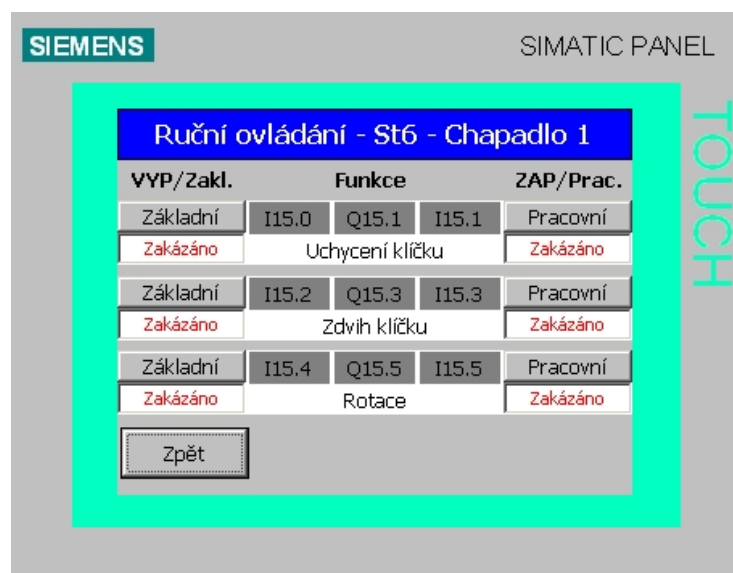 SIEMENS SIMATIC PANEL
TOUCH
Ruční ovládání - St6 - Chapadlo 1
VYP/Zakl. Funkce ZAP/Prac.
Základní I15.0 Q15.1 I15.1 Pracovní
Zakázáno Uchycení klíčku Zakázáno
Základní I15.2 Q15.3 I15.3 Pracovní
Zakázáno Zdvih klíčku Zakázáno
Základní I15.4 Q15.5 I15.5 Pracovní
Zakázáno Rotace Zakázáno
Zpět